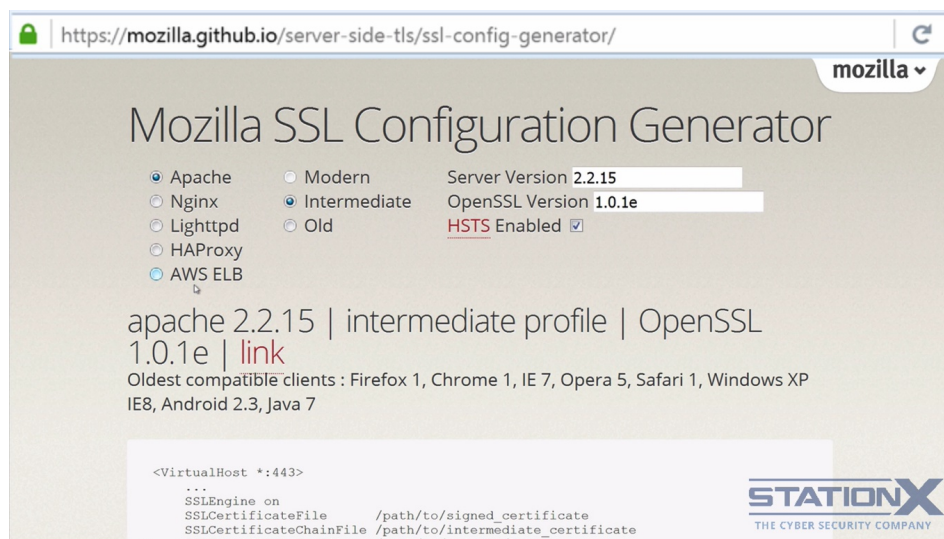 https://mozilla.github.io/server-side-tls/ssl-config-generator/
mozilla
Mozilla SSL Configuration Generator
Apache
Nginx
Lighttpd
HAProxy
AWS ELB
Modern
Intermediate
Old
Server Version 2.2.15
OpenSSL Version 1.0.1e
HSTS Enabled
apache 2.2.15 | intermediate profile | OpenSSL
1.0.1e | link
Oldest compatible clients : Firefox 1, Chrome 1, IE 7, Opera 5, Safari 1, Windows XP
IE8, Android 2.3, Java 7
<VirtualHost *:443>
...
SSLEngine on
SSLCertificateFile /path/to/signed_certificate
SSLCertificateChainFile /path/to/intermediate_certificate
STATIONX
THE CYBER SECURITY COMPANY